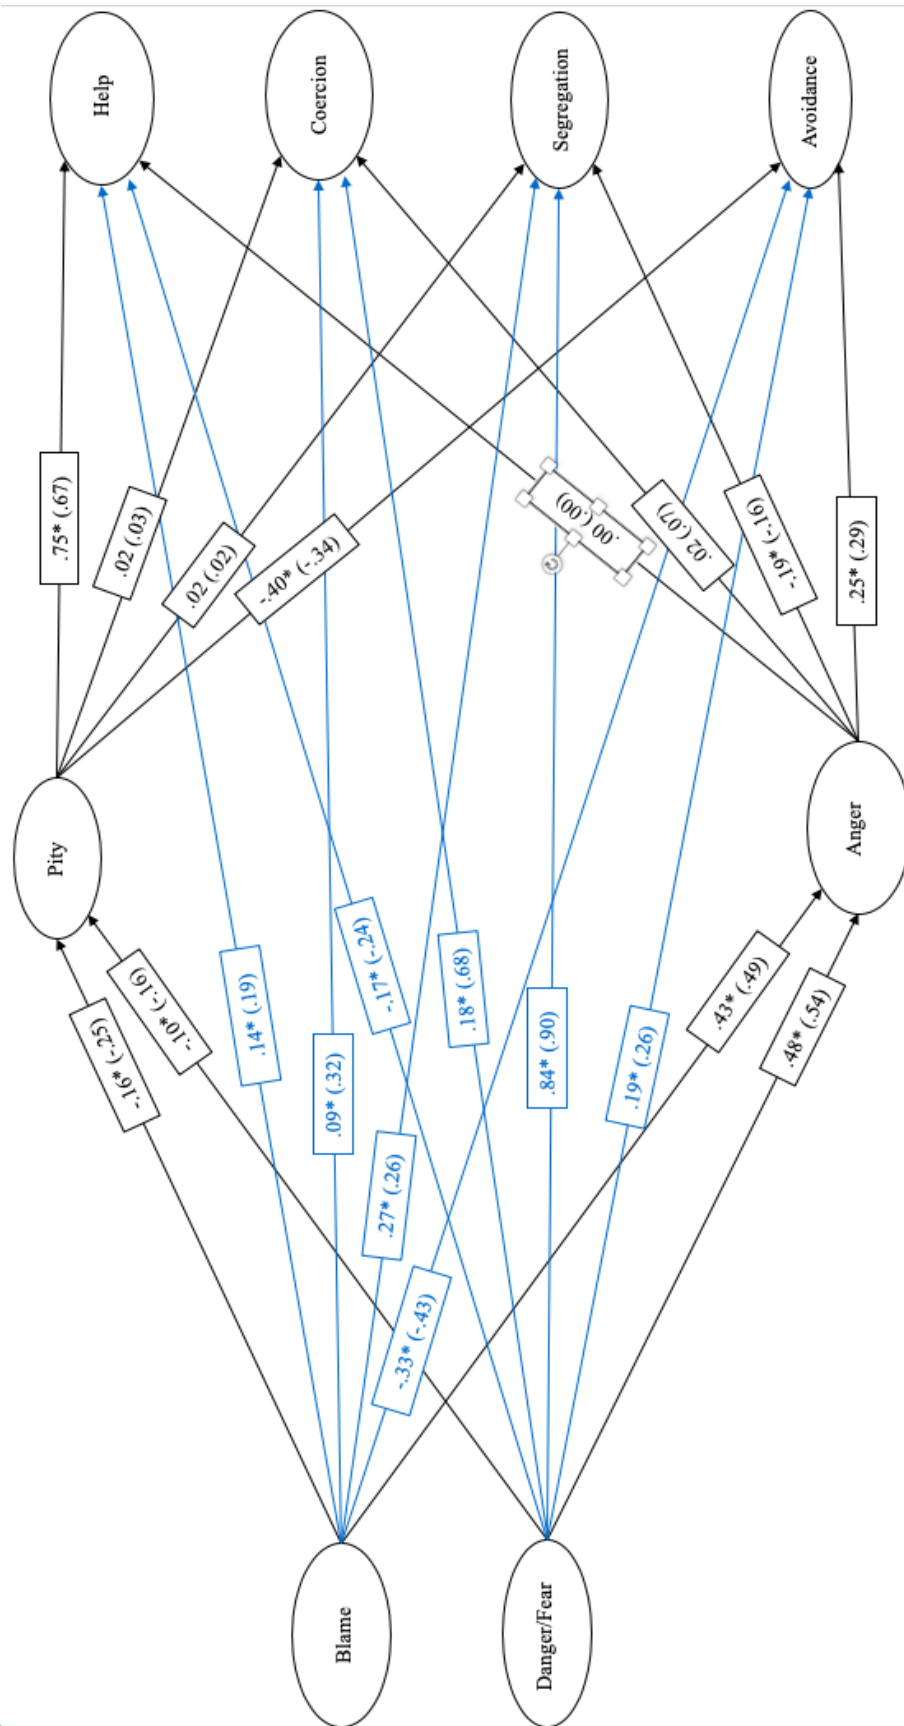 Help
Coercion
Segregation
Avoidance
.75* (.67)
.02 (.03)
.02 (.02)
-.40* (-.34)
.00 (.00)
.02 (.07)
-.19* (-.16)
.25* (.29)
Pity
Anger
-.16* (-.25)
-.10* (-.16)
.14* (.19)
-.17* (-.24)
.09* (.32)
.18* (.68)
.27* (.26)
.84* (.90)
-.33* (-.43)
.19* (.26)
.43* (.49)
.48* (.54)
Blame
Danger/Fear